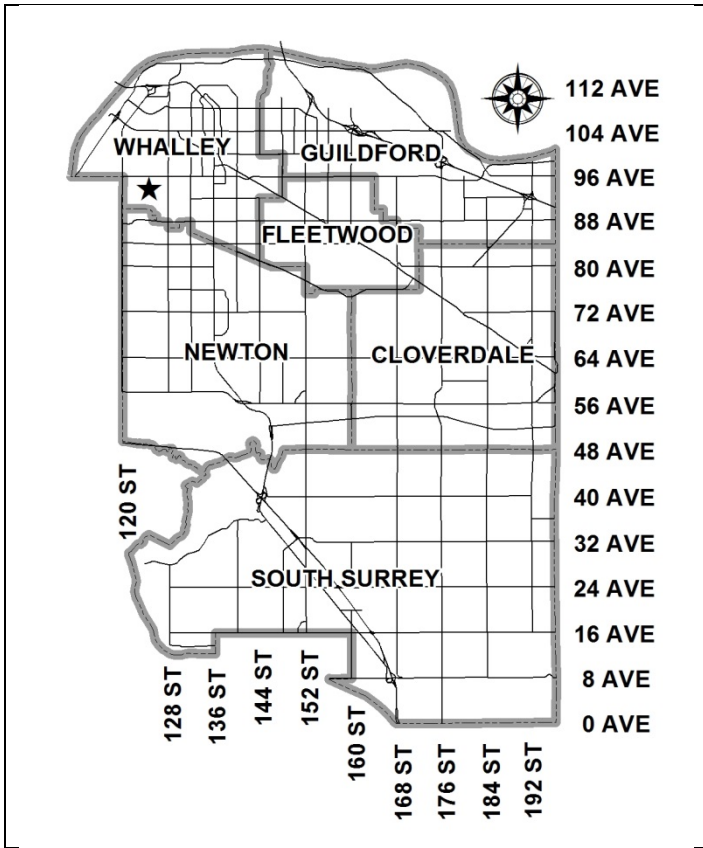 112 AVE
104 AVE
WHALLEY
GUILDFORD
96 AVE
88 AVE
FLEETWOOD
80 AVE
72 AVE
NEWTON
CLOVERDALE
64 AVE
56 AVE
48 AVE
120 ST
40 AVE
32 AVE
SOUTH SURREY
24 AVE
16 AVE
8 AVE
0 AVE
128 ST
136 ST
144 ST
152 ST
160 ST
168 ST
176 ST
184 ST
192 ST